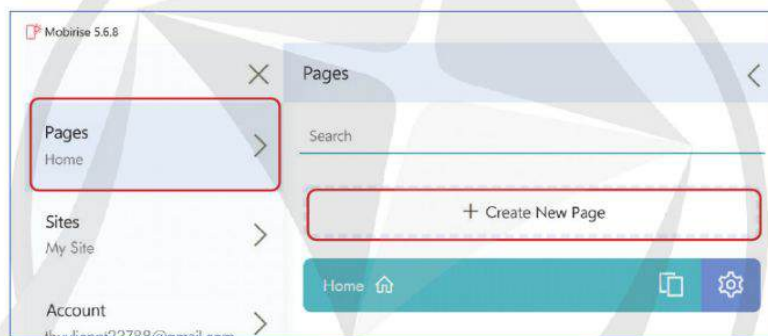 Mobirise 5.6.8
Pages
Home
Sites
My Site
Account
Pages
Search
+ Create New Page
Home